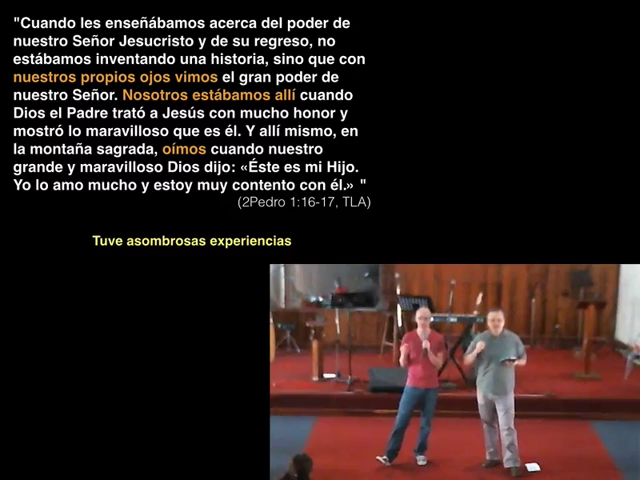 "Cuando les enseñábamos acerca del poder de
nuestro Señor Jesucristo y de su regreso, no
estábamos inventando una historia, sino que con
nuestros propios ojos vimos el gran poder de
nuestro Señor. Nosotros estábamos allí cuando
Dios el Padre trató a Jesús con mucho honor y
mostró lo maravilloso que es él. Y allí mismo, en
la montaña sagrada, oímos cuando nuestro
grande y maravilloso Dios dijo: «Éste es mi Hijo.
Yo lo amo mucho y estoy muy contento con él.» "
(2Pedro 1:16-17, TLA)
Tuve asombrosas experiencias